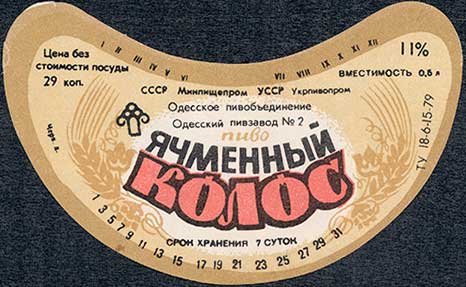 I II III IV V VI VII VIII IX X XI XII
Цена без
стоимости посуды
29 коп.
11%
ВМЕСТИМОСТЬ 0,5 л
СССР Минпищепром УССР Укрпивопром
Одесское пивобъединение
Одесский пивзавод № 2
пиво
ЯЧМЕННЫЙ
КОЛОС
СРОК ХРАНЕНИЯ 7 СУТОК
1 3 5 7 9 11 13 15 17 19 21 23 25 27 29 31
ТУ 18-6-15-79